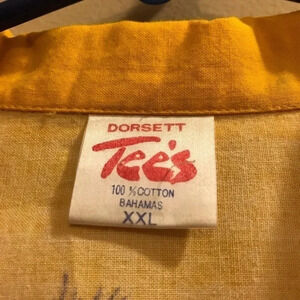 DORSETT
Tee's
100 % COTTON
BAHAMAS
XXL